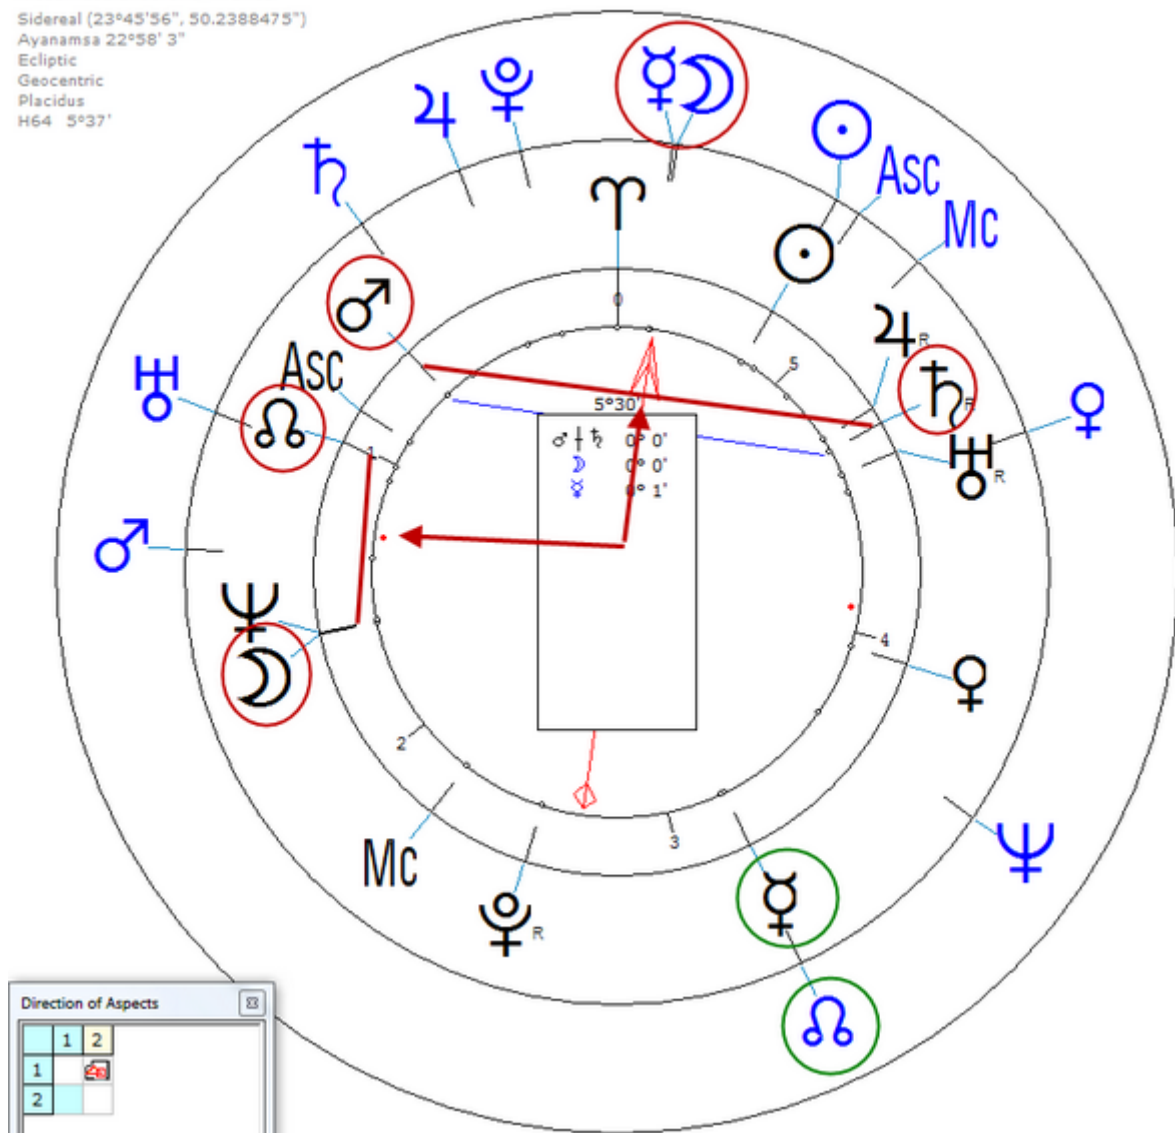 Sidereal (23°45'56", 50.2388475")
Ayanamsa 22°58' 3"
Ecliptic
Geocentric
Placidus
H64 5°37'
Asc
Mc
0
Asc
R
5
R
5°30'
1
♂ ┼ ♄ 0° 0'
☽ 0° 0'
☿ 0° 1'
R
4
2
3
Mc
R
Direction of Aspects
1 2
1
2